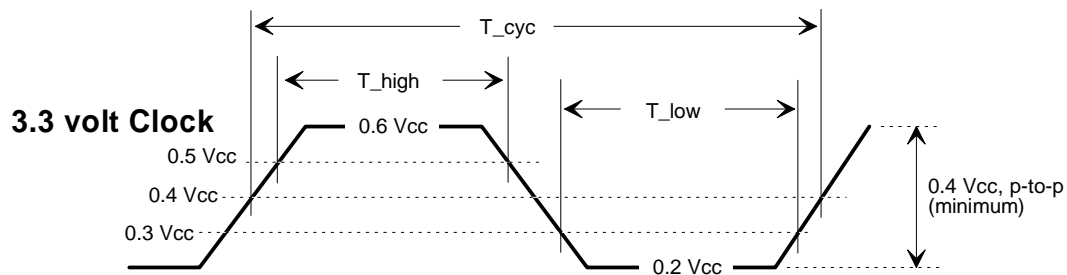 T_cyc
T_high
T_low
3.3 volt Clock
0.6 Vcc
0.5 Vcc
0.4 Vcc
0.3 Vcc
0.2 Vcc
0.4 Vcc, p-to-p
(minimum)